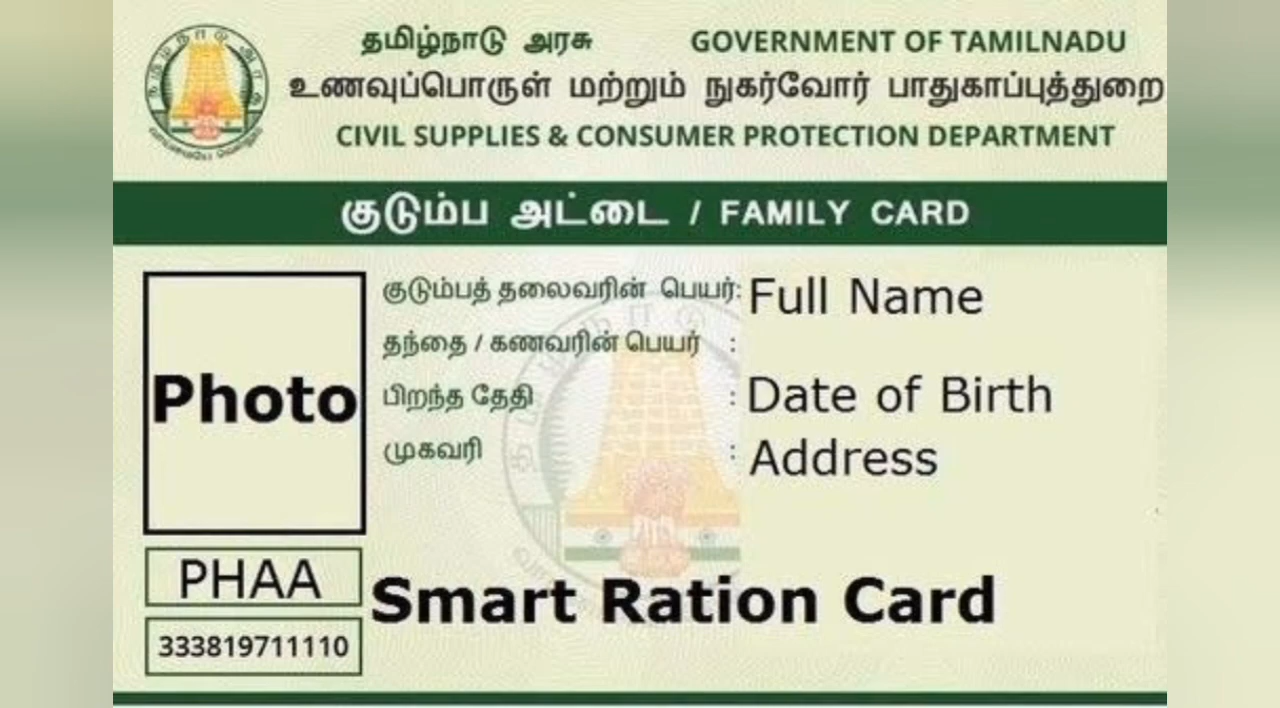 தமிழ்நாடு அரசு GOVERNMENT OF TAMILNADU
உணவுப்பொருள் மற்றும் நுகர்வோர் பாதுகாப்புத்துறை
CIVIL SUPPLIES & CONSUMER PROTECTION DEPARTMENT
குடும்ப அட்டை / FAMILY CARD
Photo
குடும்பத் தலைவரின் பெயர்: Full Name
தந்தை / கணவரின் பெயர் :
பிறந்த தேதி : Date of Birth
முகவரி : Address
PHAA
Smart Ration Card
333819711110